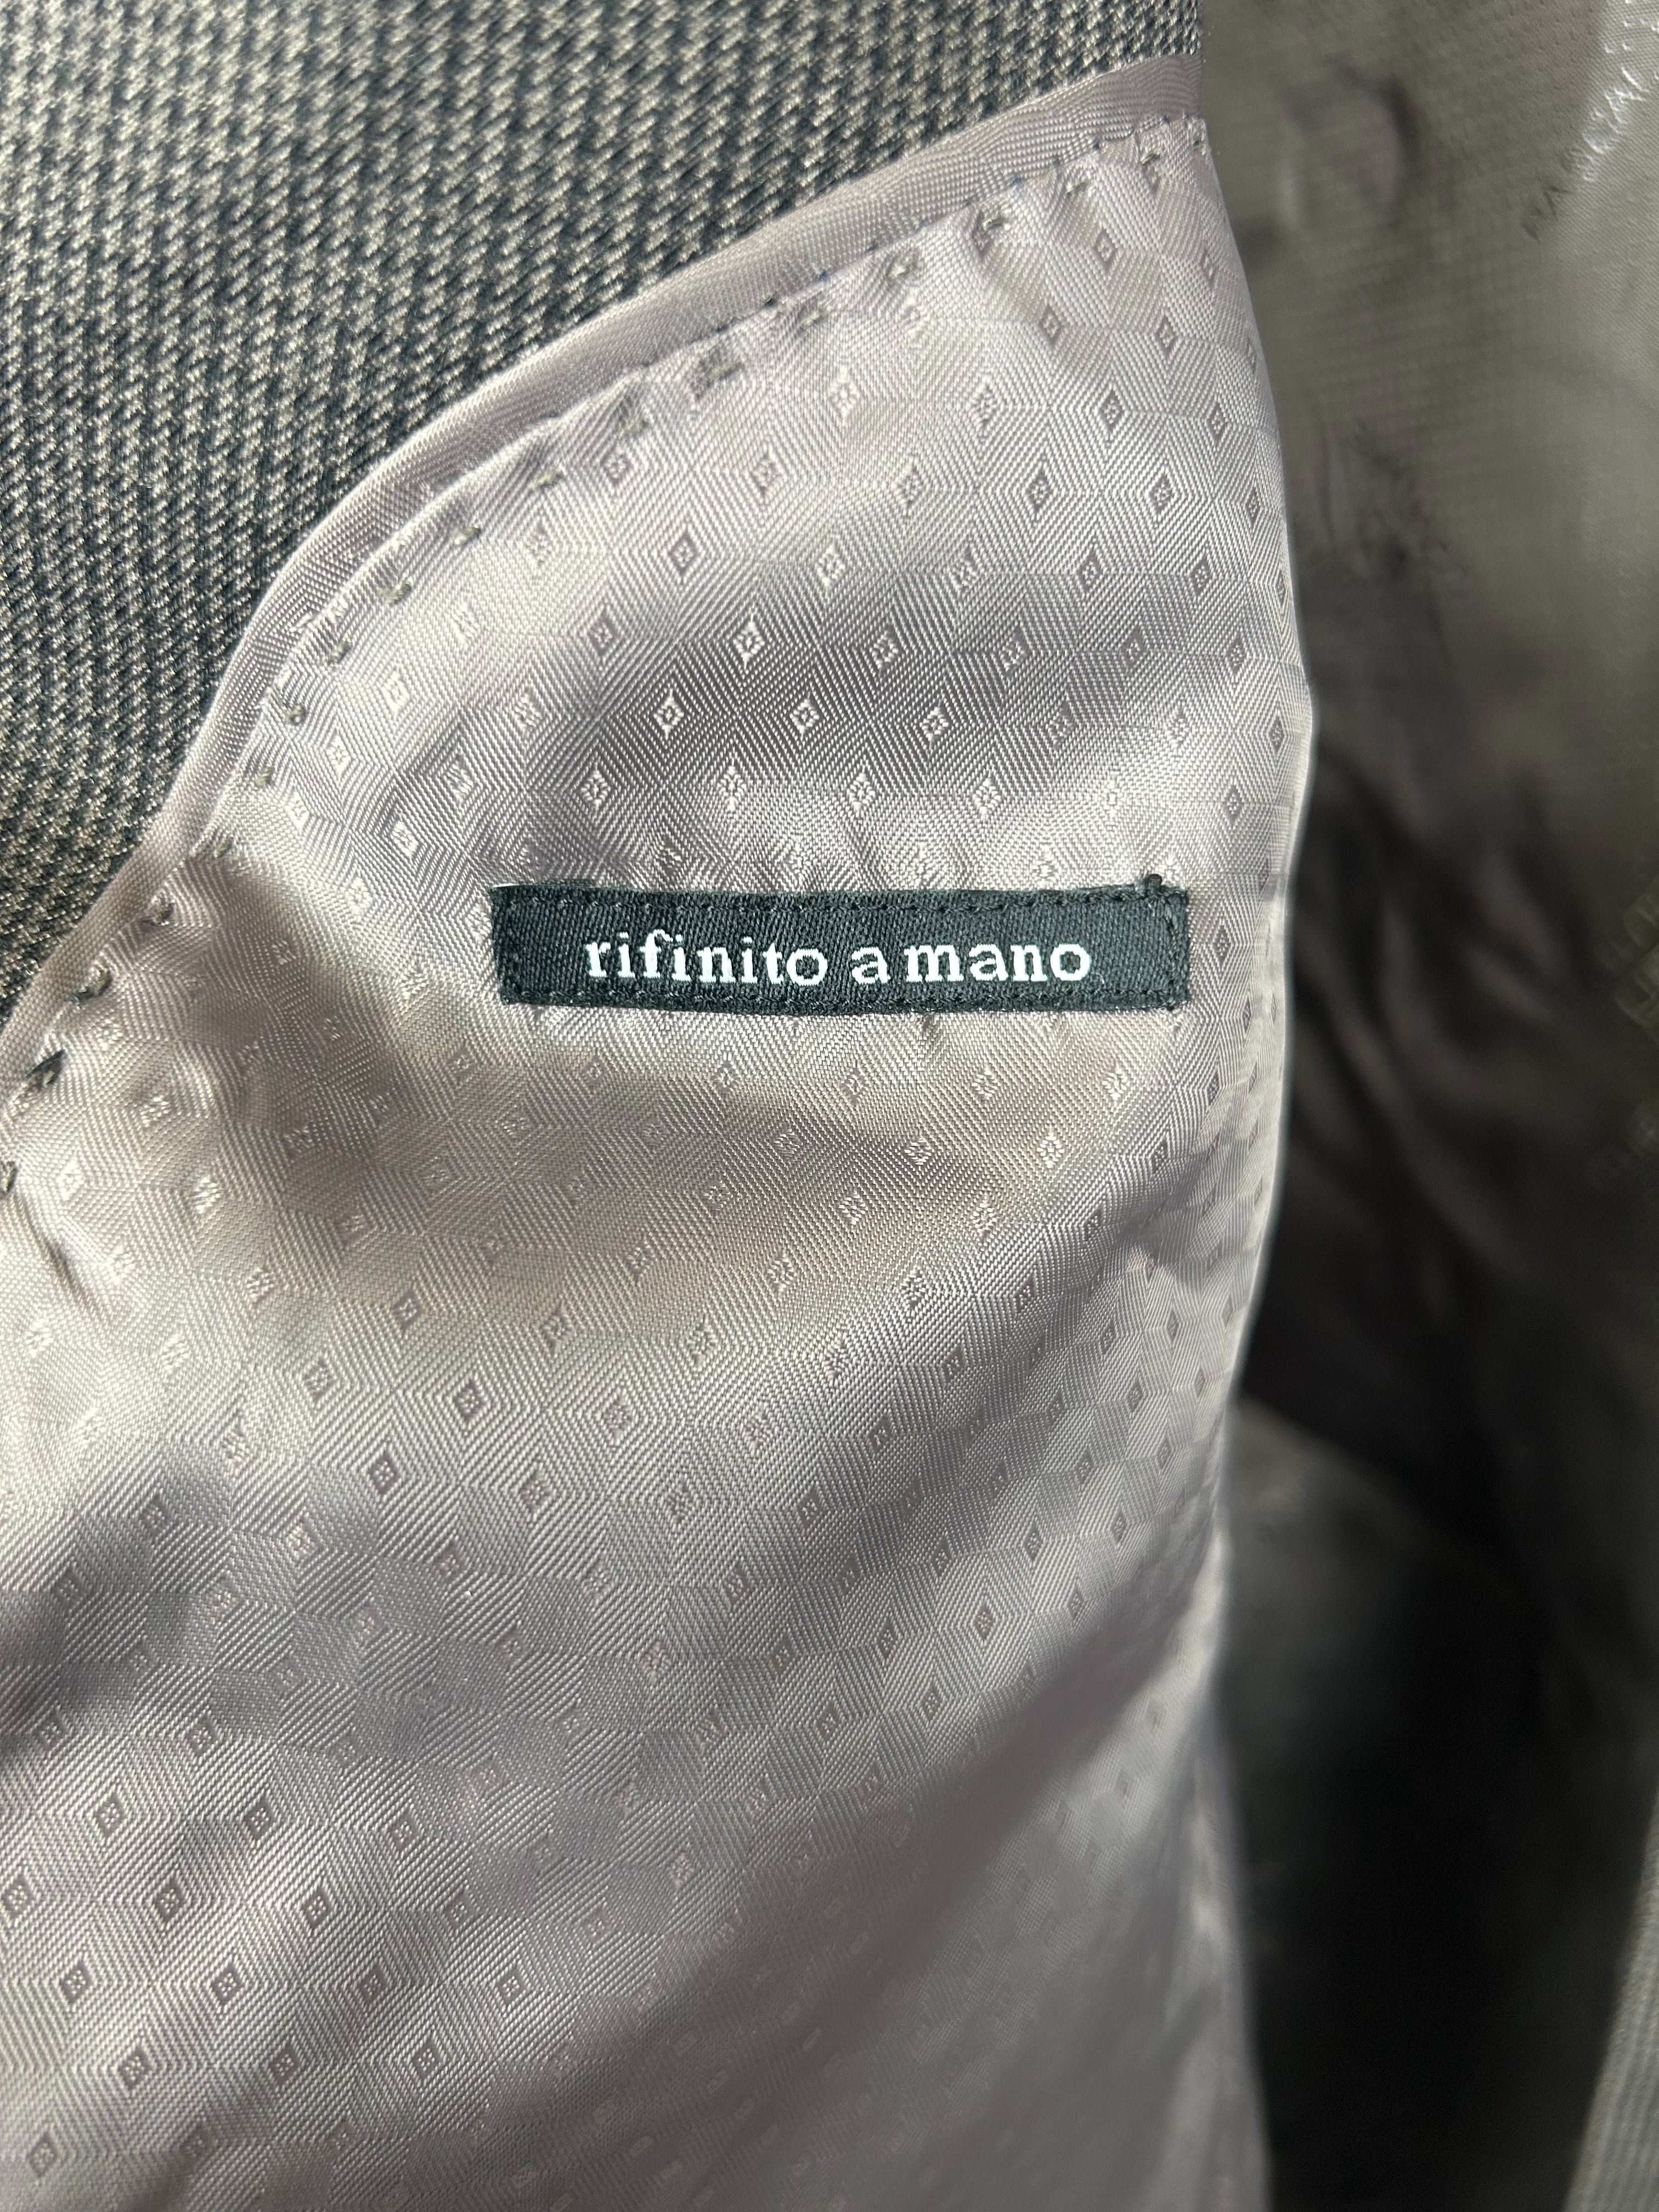 rifinito a mano